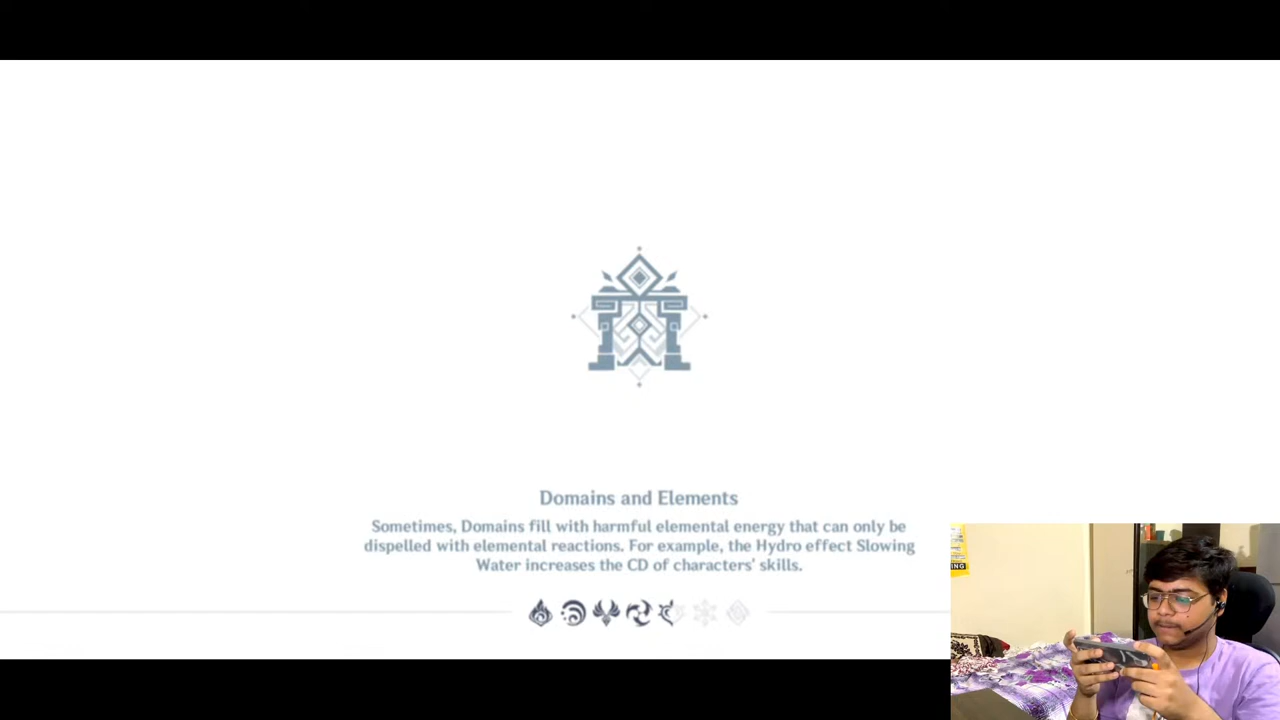 Domains and Elements
Sometimes, Domains fill with harmful elemental energy that can only be
dispelled with elemental reactions. For example, the Hydro effect Slowing
Water increases the CD of characters' skills.
ING